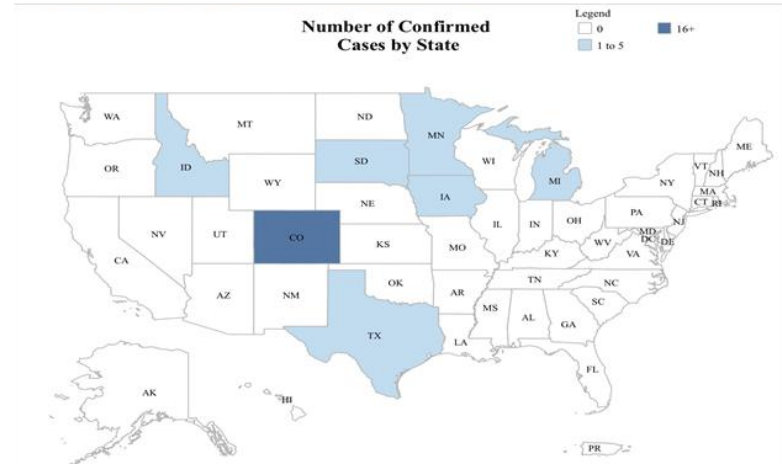 Number of Confirmed
Cases by State
Legend
0
16+
1 to 5
WA
MT
ND
MN
ME
OR
ID
SD
WI
VT
NH
WY
MI
NY
MA
CT
RI
IA
NE
PA
NJ
NV
UT
CO
IL
IN
OH
MD
DC
DE
CA
KS
MO
WV
VA
KY
AZ
NM
OK
AR
TN
NC
SC
MS
AL
GA
TX
LA
FL
AK
HI
PR